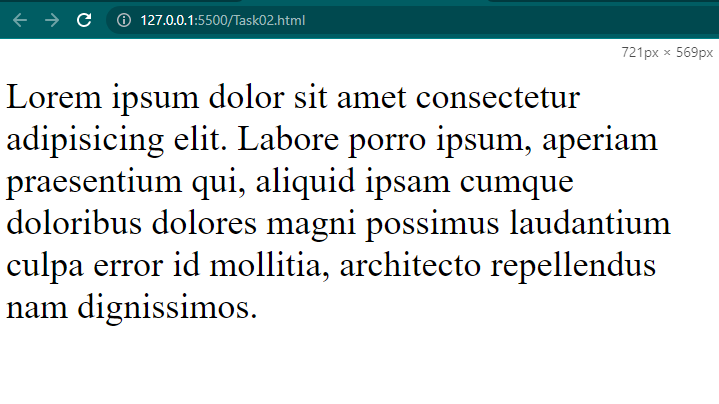 127.0.0.1:5500/Task02.html
721px × 569px
Lorem ipsum dolor sit amet consectetur
adipisicing elit. Labore porro ipsum, aperiam
praesentium qui, aliquid ipsam cumque
doloribus dolores magni possimus laudantium
culpa error id mollitia, architecto repellendus
nam dignissimos.